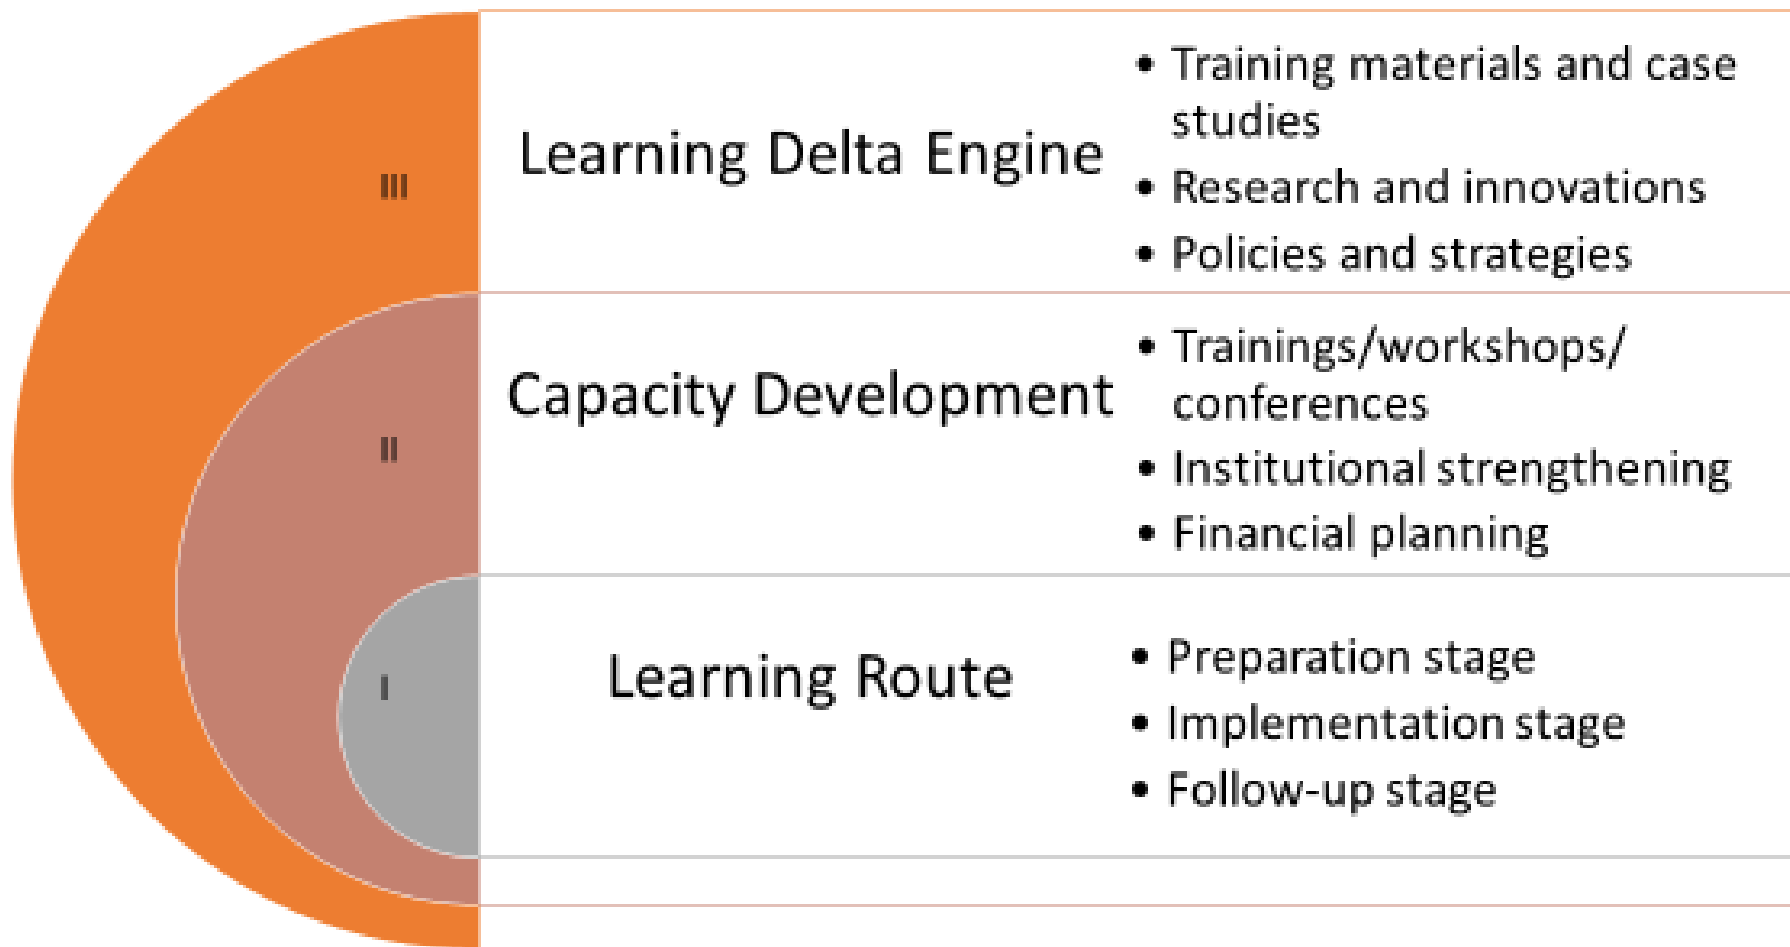 III
Learning Delta Engine
• Training materials and case
studies
• Research and innovations
• Policies and strategies
II
Capacity Development
• Trainings/workshops/
conferences
• Institutional strengthening
• Financial planning
I
Learning Route
• Preparation stage
• Implementation stage
• Follow-up stage